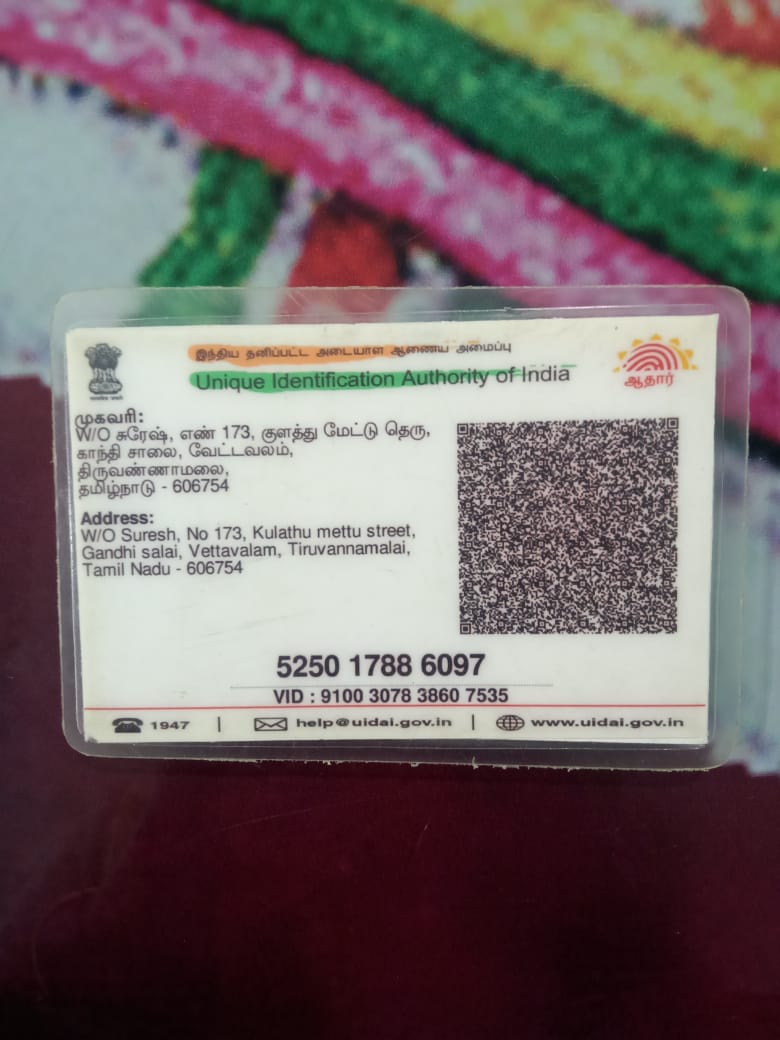 இந்திய தனிப்பட்ட அடையாள ஆணைய அமைப்பு
Unique Identification Authority of India
ஆதார்
முகவரி:
W/O சுரேஷ், எண் 173, குளத்து மேட்டு தெரு,
காந்தி சாலை, வேட்டவலம்,
திருவண்ணாமலை,
தமிழ்நாடு - 606754
Address:
W/O Suresh, No 173, Kulathu mettu street,
Gandhi salai, Vettavalam, Tiruvannamalai,
Tamil Nadu - 606754
5250 1788 6097
VID : 9100 3078 3860 7535
1947 | help@uidai.gov.in | www.uidai.gov.in